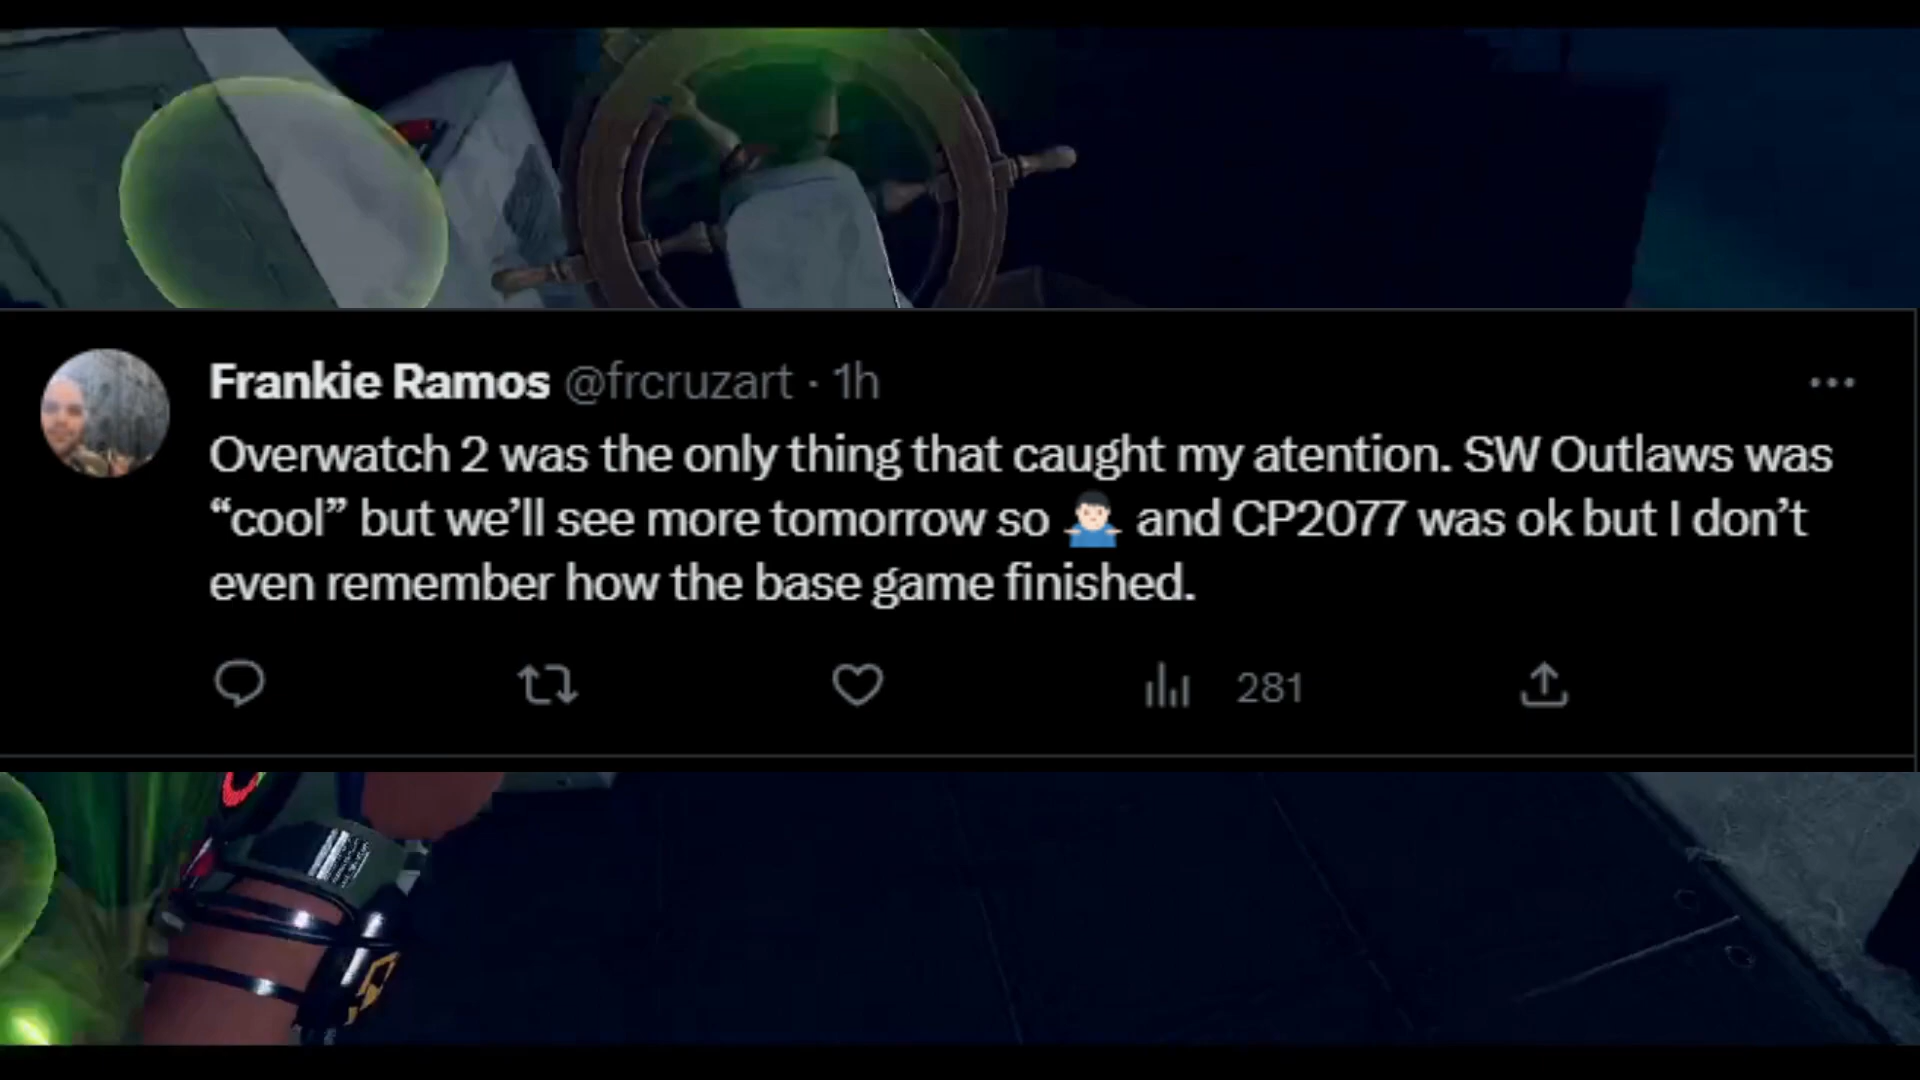 Frankie Ramos @frcruzart · 1h
Overwatch 2 was the only thing that caught my atention. SW Outlaws was
“cool” but we’ll see more tomorrow so 🤷🏻‍♂️ and CP2077 was ok but I don’t
even remember how the base game finished.
281